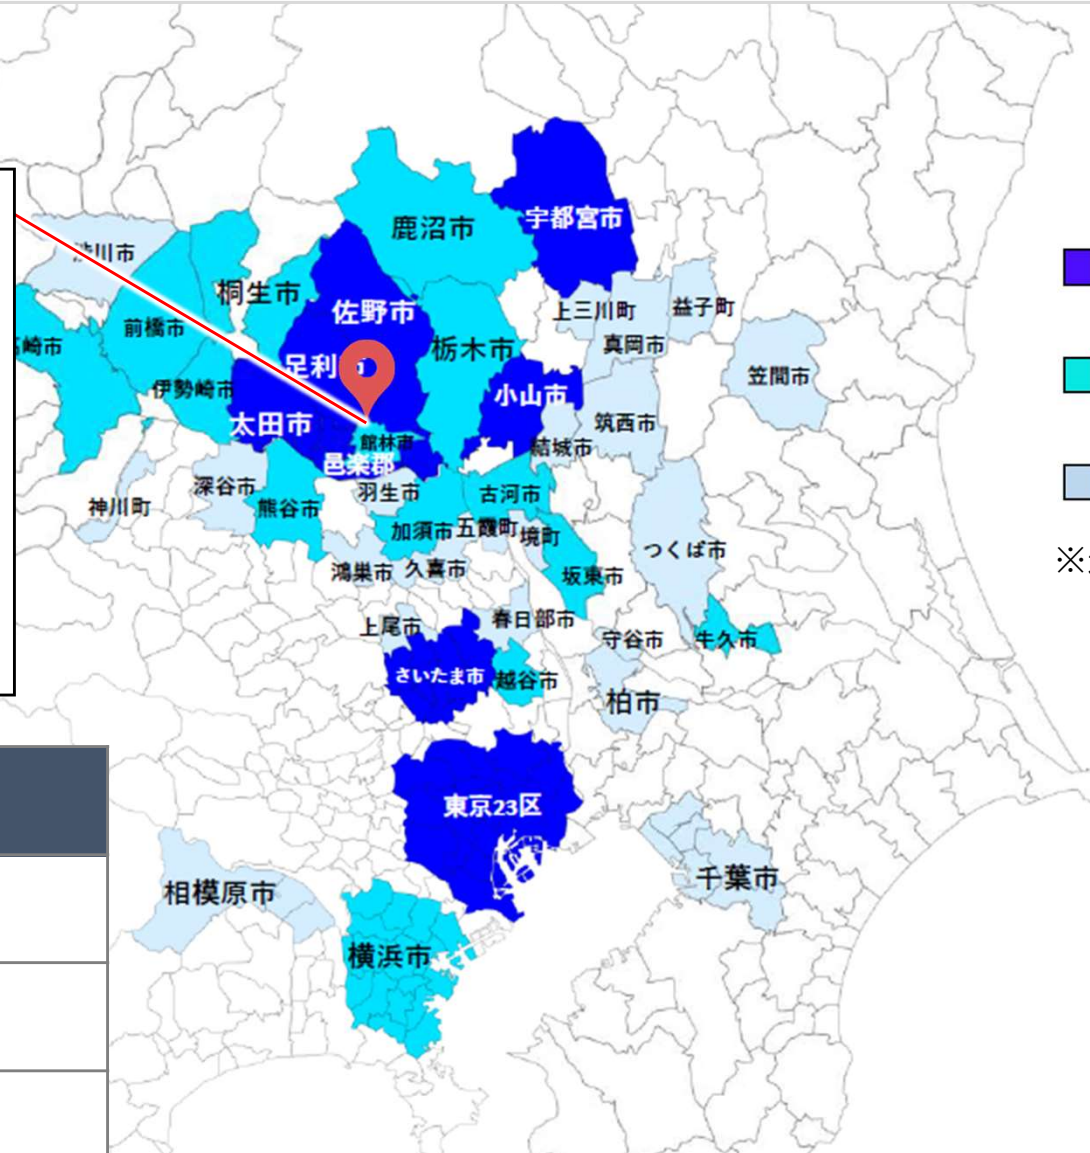 宇都宮市
鹿沼市
渋川市
桐生市
佐野市
上三川町
益子町
前橋市
真岡市
崎市
栃木市
足利市
笠間市
伊勢崎市
小山市
太田市
筑西市
館林市
結城市
邑楽郡
深谷市
羽生市
古河市
神川町
熊谷市
加須市
五霞町
境町
つくば市
鴻巣市
久喜市
坂東市
上尾市
春日部市
守谷市
牛久市
さいたま市
越谷市
柏市
東京23区
千葉市
相模原市
横浜市
※